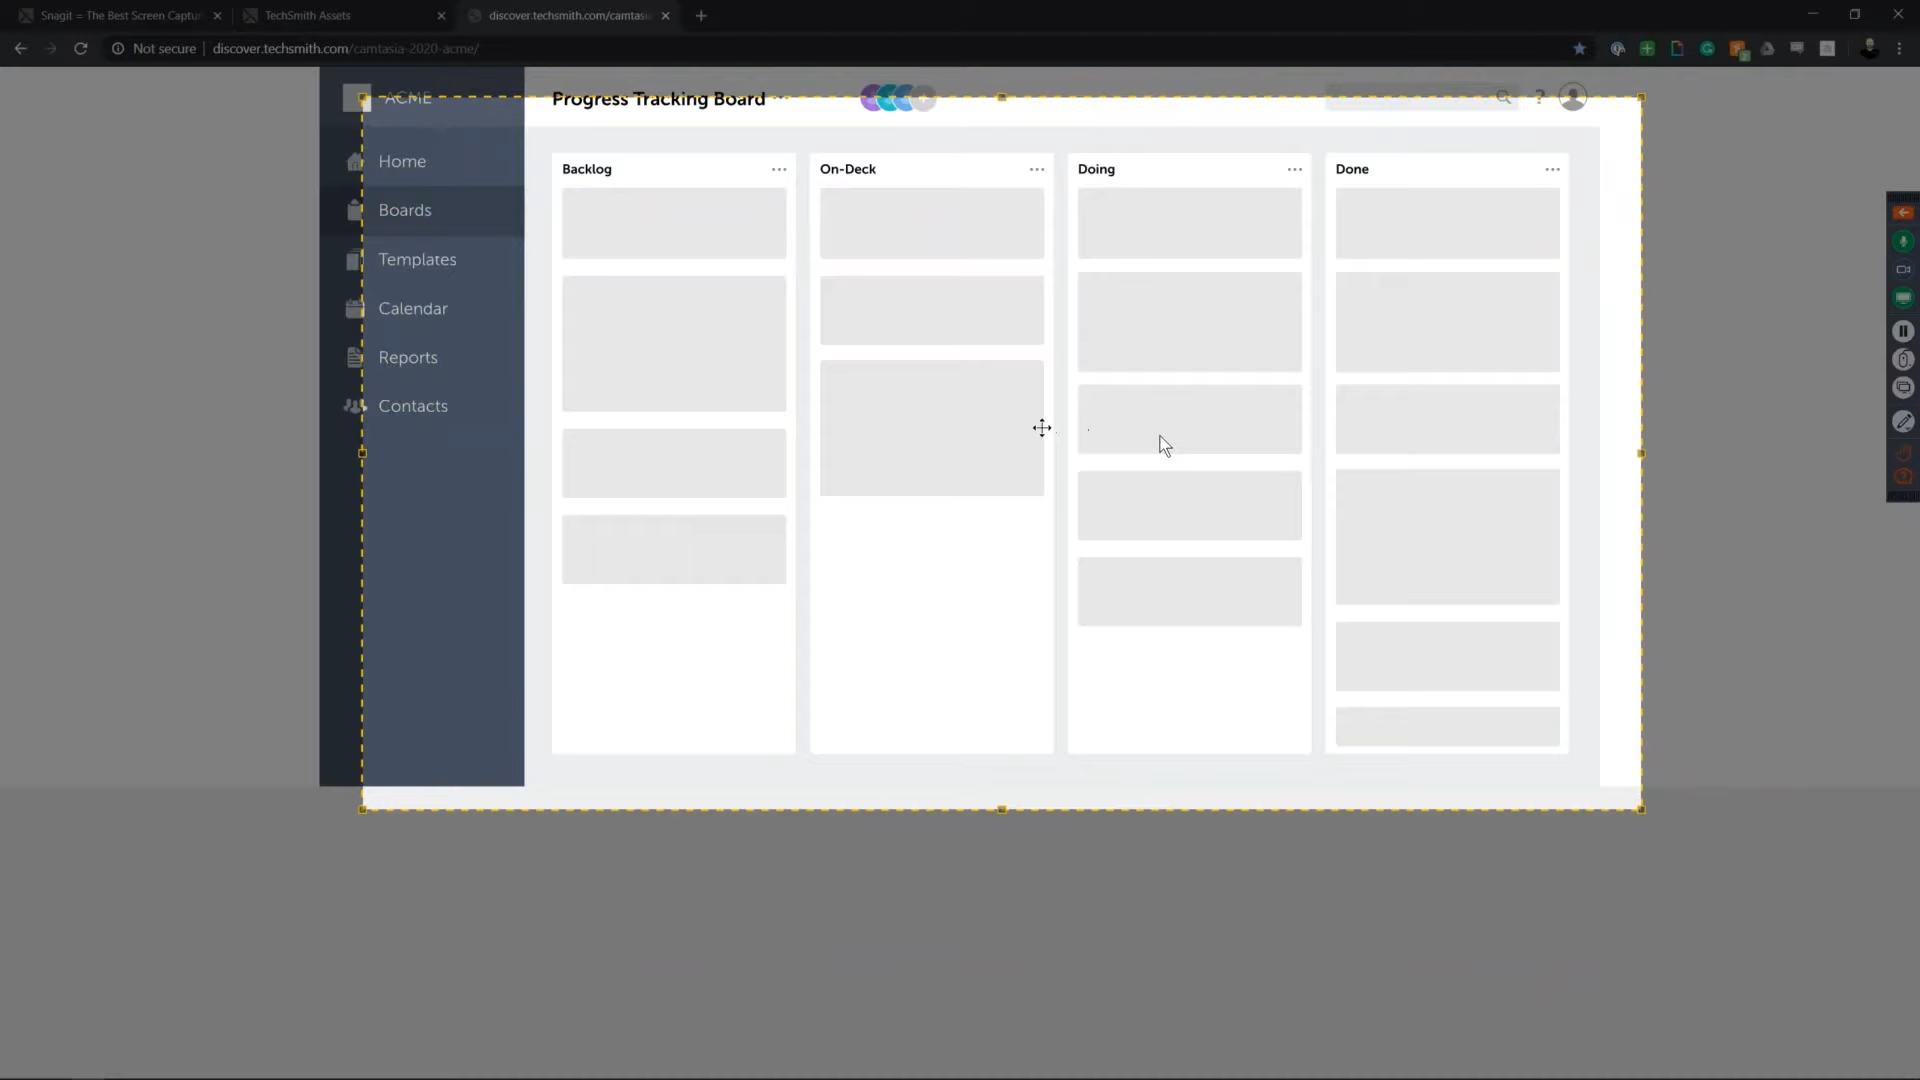 Snagit = The Best Screen Captur
TechSmith Assets
discover.techsmith.com/camtasia
Not secure | discover.techsmith.com/camtasia-2020-acme/
ACME
Progress Tracking Board
?
Home
Boards
Templates
Calendar
Reports
Contacts
Backlog
On-Deck
Doing
Done